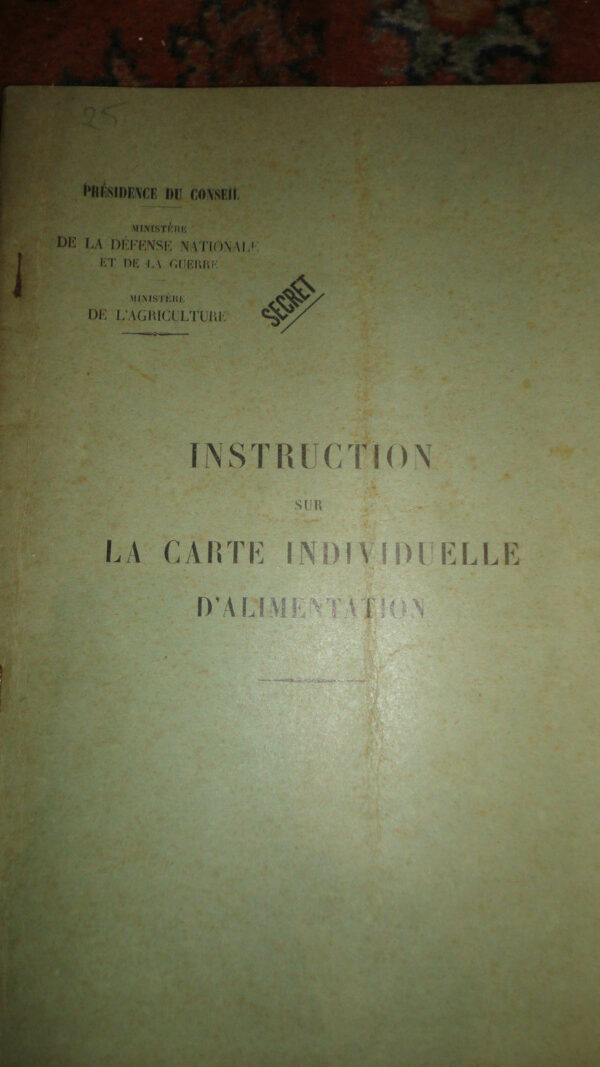 25
PRÉSIDENCE DU CONSEIL
MINISTÈRE
DE LA DÉFENSE NATIONALE
ET DE LA GUERRE
MINISTÈRE
DE L'AGRICULTURE
SECRET
INSTRUCTION
SUR
LA CARTE INDIVIDUELLE
D'ALIMENTATION